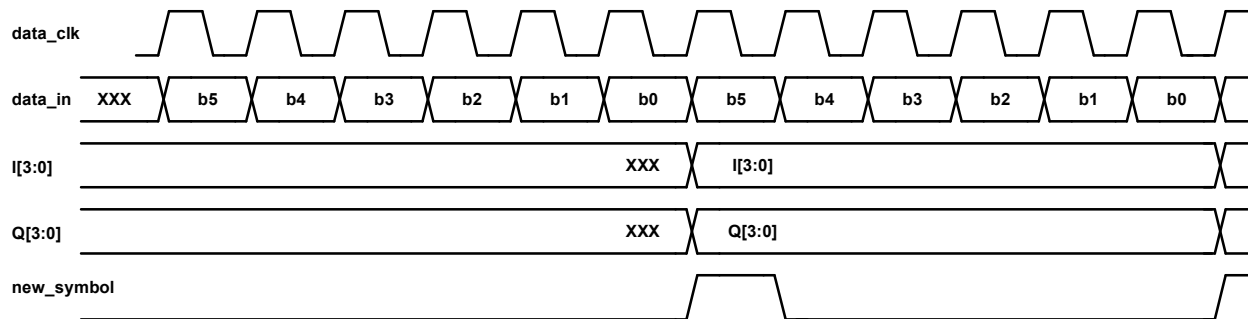 data_clk
data_in XXX b5 b4 b3 b2 b1 b0 b5 b4 b3 b2 b1 b0
I[3:0] XXX I[3:0]
Q[3:0] XXX Q[3:0]
new_symbol